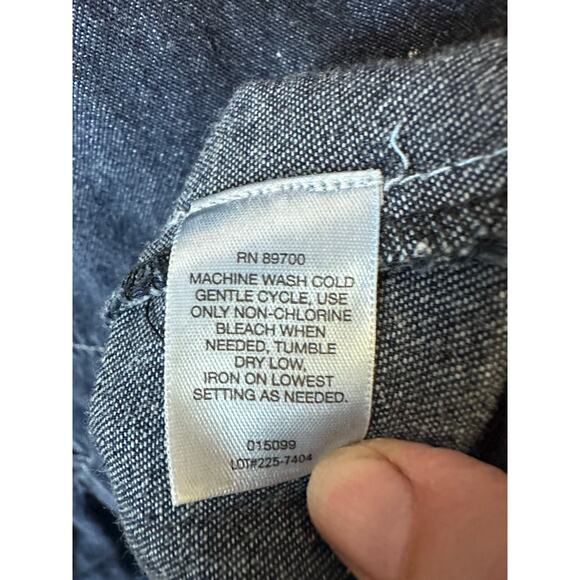 RN 89700
MACHINE WASH COLD
GENTLE CYCLE, USE
ONLY NON-CHLORINE
BLEACH WHEN
NEEDED, TUMBLE
DRY LOW,
IRON ON LOWEST
SETTING AS NEEDED.
015099
LOT#225-7404